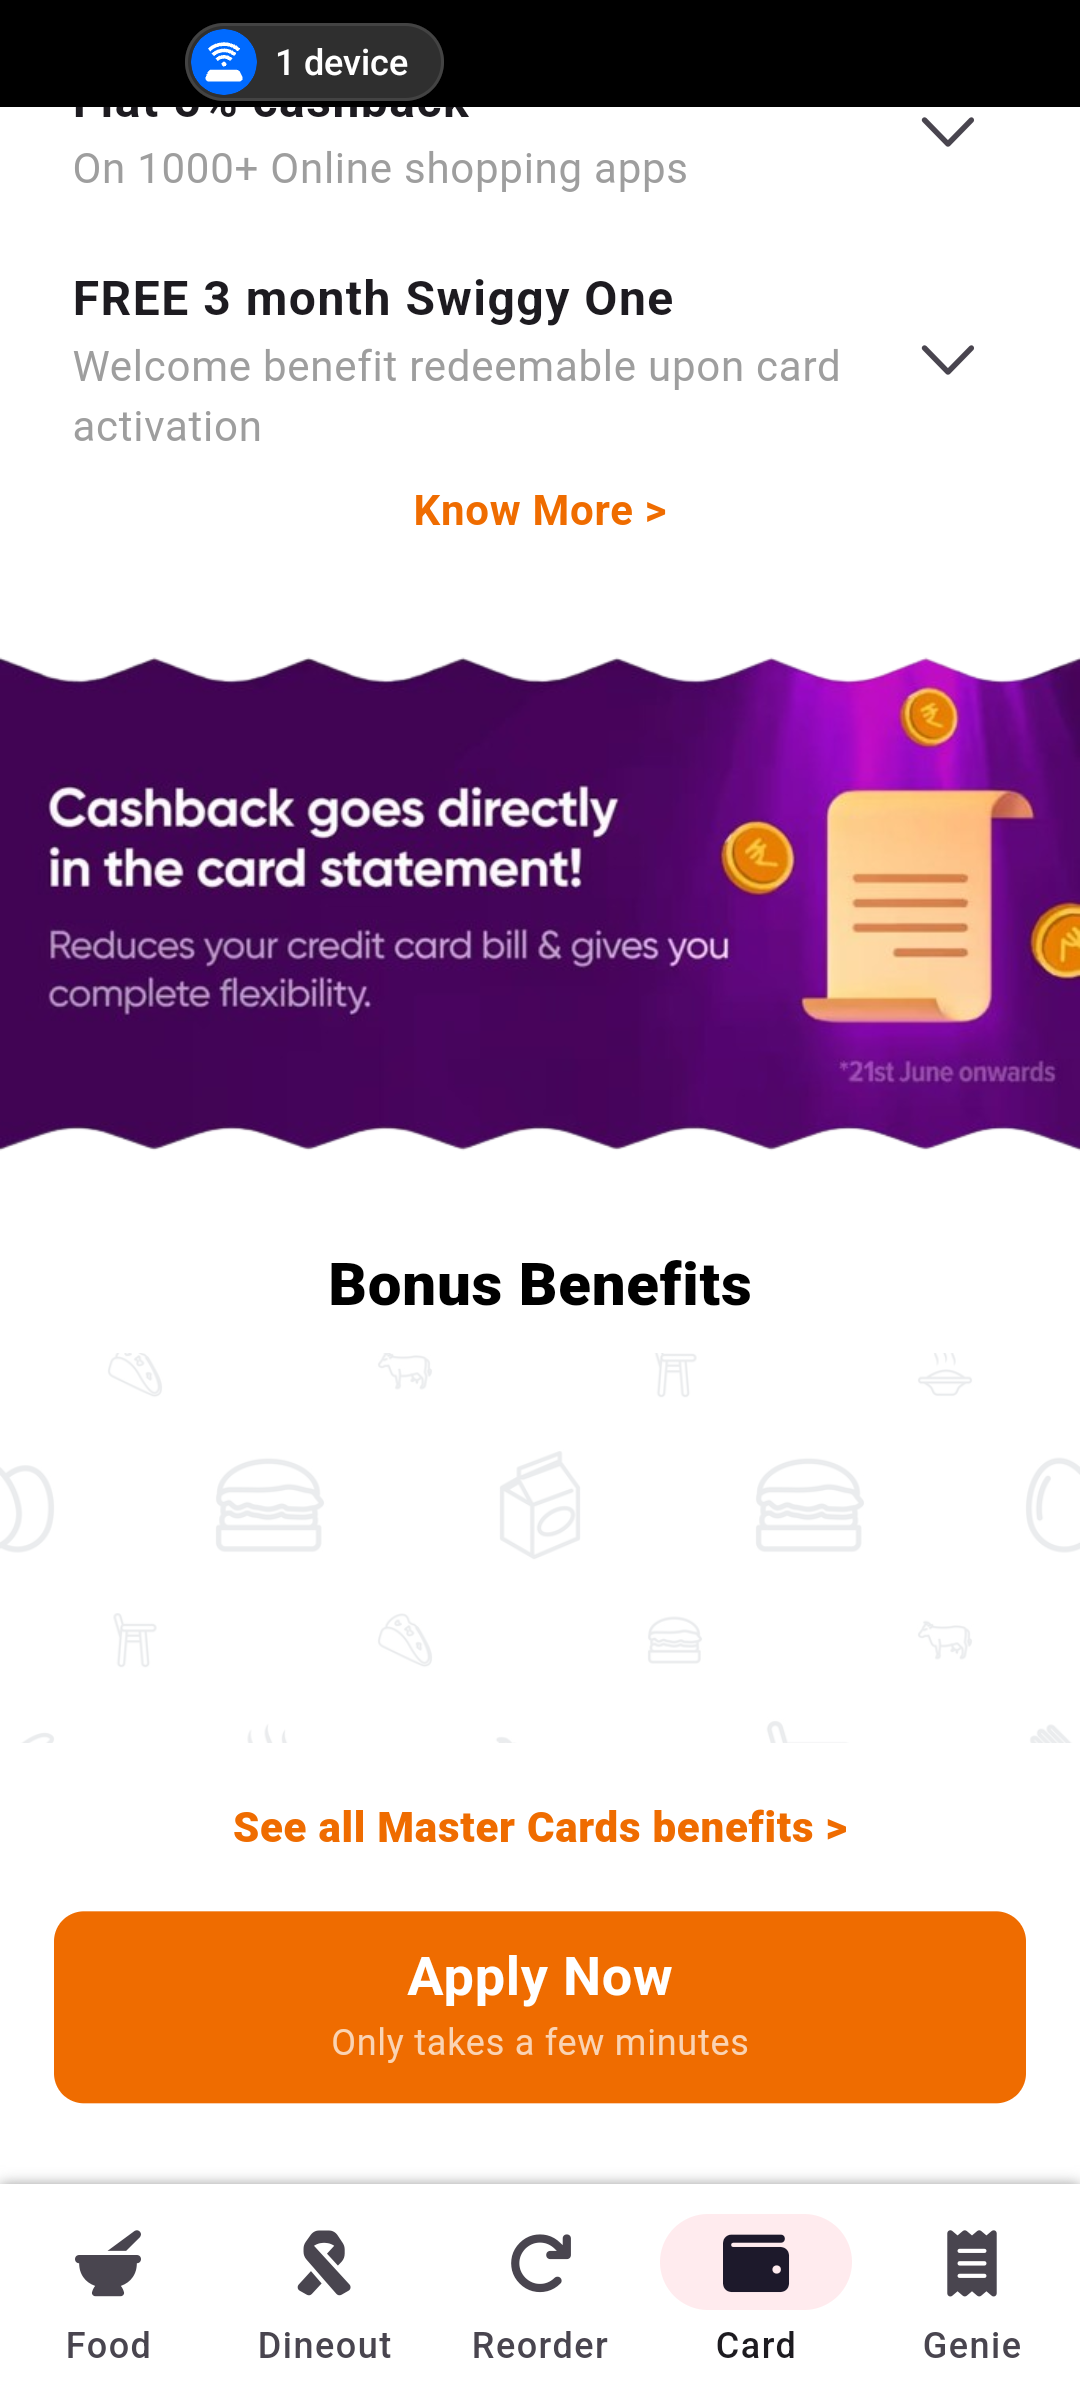 1 device
Flat 5% cashback
On 1000+ Online shopping apps
FREE 3 month Swiggy One
Welcome benefit redeemable upon card
activation
Know More >
Cashback goes directly
in the card statement!
Reduces your credit card bill & gives you
complete flexibility.
*21st June onwards
Bonus Benefits
See all Master Cards benefits >
Apply Now
Only takes a few minutes
Food
Dineout
Reorder
Card
Genie